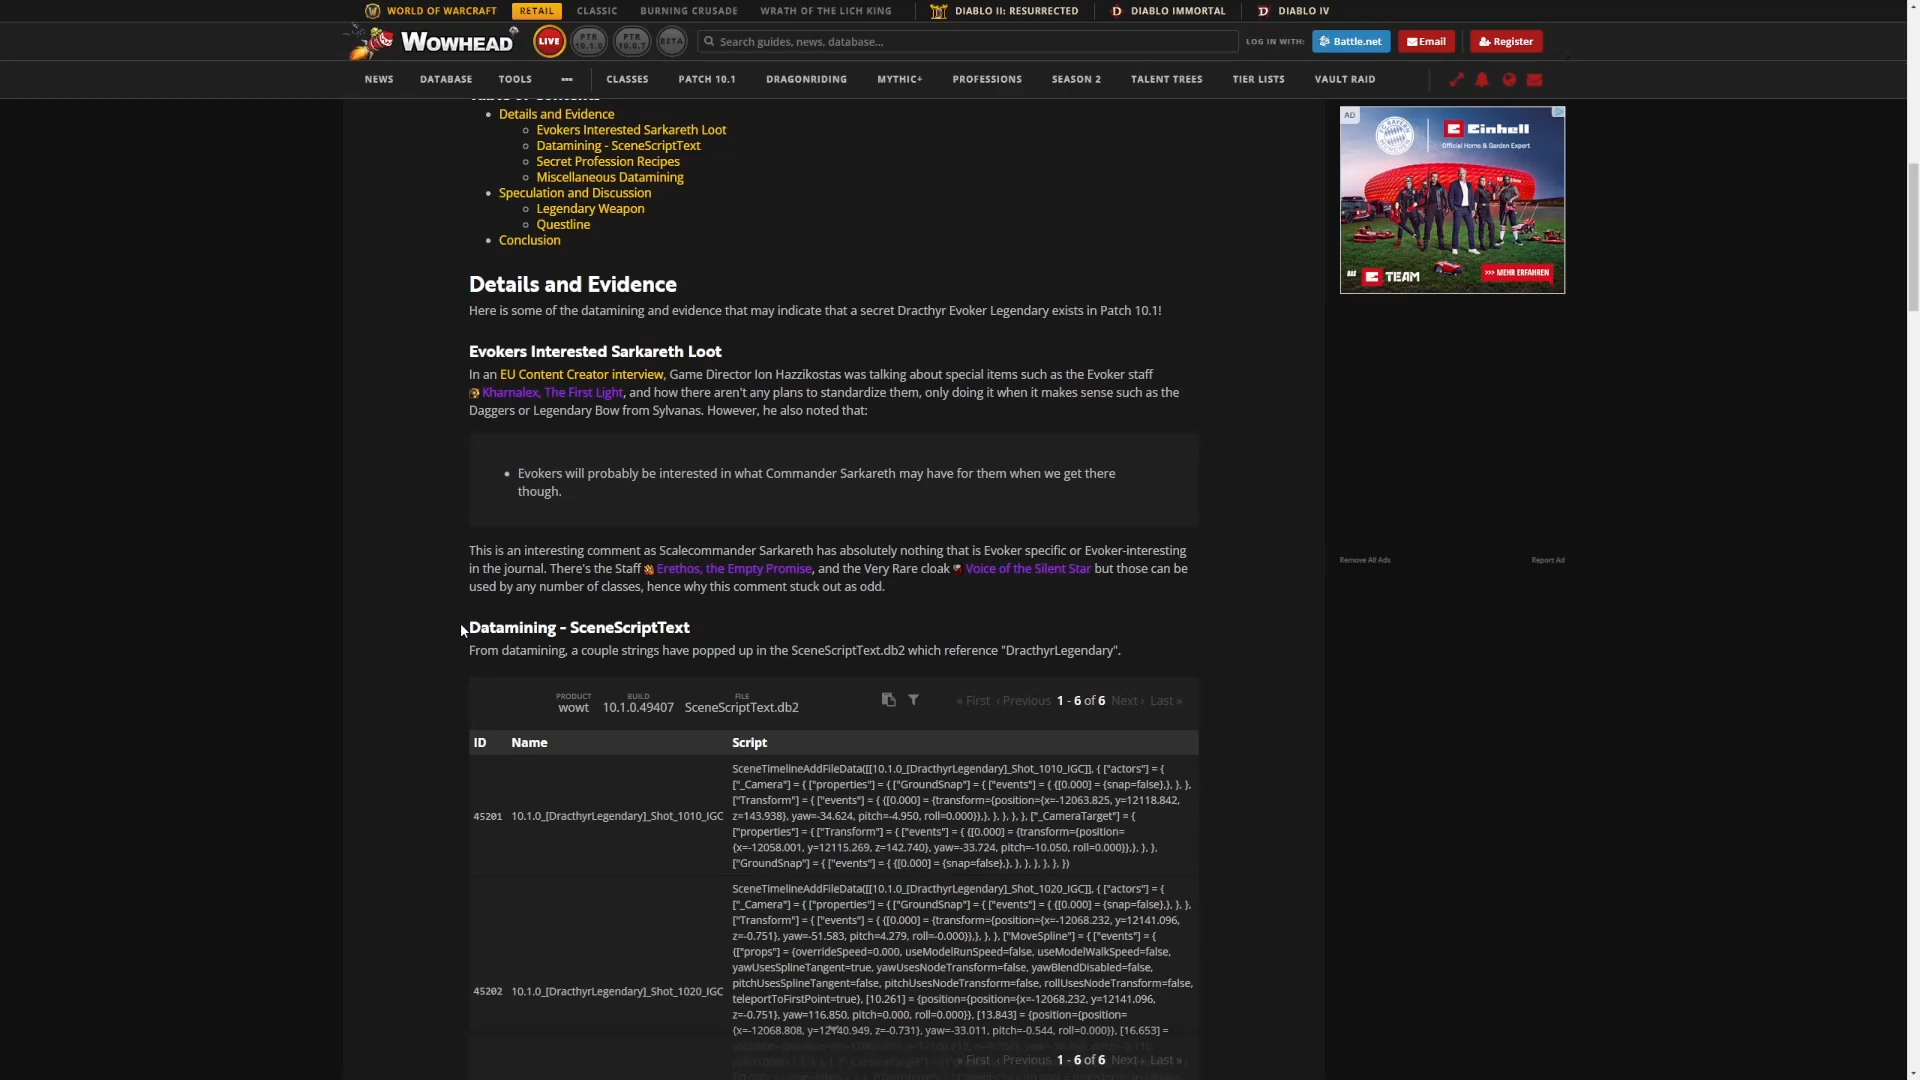 WORLD OF WARCRAFT RETAIL CLASSIC BURNING CRUSADE WRATH OF THE LICH KING DIABLO II: RESURRECTED DIABLO IMMORTAL DIABLO IV
WOWHEAD LIVE PTR 10.1.0 PTR 10.0.7 BETA Search guides, news, database... LOG IN WITH: Battle.net Email Register
NEWS DATABASE TOOLS ••• CLASSES PATCH 10.1 DRAGONRIDING MYTHIC+ PROFESSIONS SEASON 2 TALENT TREES TIER LISTS VAULT RAID
Details and Evidence
Evokers Interested Sarkareth Loot
Datamining - SceneScriptText
Secret Profession Recipes
Miscellaneous Datamining
Speculation and Discussion
Legendary Weapon
Questline
Conclusion
AD
FC BAYERN MÜNCHEN
Einhell
Official Home & Garden Expert
DAS E TEAM
>>> MEHR ERFAHREN
Details and Evidence
Here is some of the datamining and evidence that may indicate that a secret Dracthyr Evoker Legendary exists in Patch 10.1!
Evokers Interested Sarkareth Loot
In an EU Content Creator interview, Game Director Ion Hazzikostas was talking about special items such as the Evoker staff
Kharnalex, The First Light, and how there aren't any plans to standardize them, only doing it when it makes sense such as the
Daggers or Legendary Bow from Sylvanas. However, he also noted that:
Evokers will probably be interested in what Commander Sarkareth may have for them when we get there
though.
This is an interesting comment as Scalecommander Sarkareth has absolutely nothing that is Evoker specific or Evoker-interesting
in the journal. There's the Staff Erethos, the Empty Promise, and the Very Rare cloak Voice of the Silent Star but those can be
used by any number of classes, hence why this comment stuck out as odd.
Remove All Ads Report Ad
Datamining - SceneScriptText
From datamining, a couple strings have popped up in the SceneScriptText.db2 which reference "DracthyrLegendary".
PRODUCT BUILD FILE
wowt 10.1.0.49407 SceneScriptText.db2 « First ‹ Previous 1 - 6 of 6 Next › Last »
ID Name Script
SceneTimelineAddFileData([[10.1.0_[DracthyrLegendary]_Shot_1010_IGC]], { ["actors"] = {
["_Camera"] = { ["properties"] = { ["GroundSnap"] = { ["events"] = { {[0.000] = {snap=false},}, }, },
["Transform"] = { ["events"] = { {[0.000] = {transform={position={x=-12063.825, y=12118.842,
45201 10.1.0_[DracthyrLegendary]_Shot_1010_IGC z=143.938}, yaw=-34.624, pitch=-4.950, roll=0.000}},}, }, }, }, }, ["_CameraTarget"] = {
["properties"] = { ["Transform"] = { ["events"] = { {[0.000] = {transform={position=
{x=-12058.001, y=12115.269, z=142.740}, yaw=-33.724, pitch=-10.050, roll=0.000}},}, }, },
["GroundSnap"] = { ["events"] = { {[0.000] = {snap=false},}, }, }, }, }, }, })
SceneTimelineAddFileData([[10.1.0_[DracthyrLegendary]_Shot_1020_IGC]], { ["actors"] = {
["_Camera"] = { ["properties"] = { ["GroundSnap"] = { ["events"] = { {[0.000] = {snap=false},}, }, },
["Transform"] = { ["events"] = { {[0.000] = {transform={position={x=-12068.232, y=12141.096,
z=-0.751}, yaw=-51.583, pitch=4.279, roll=-0.000}},}, }, }, ["MoveSpline"] = { ["events"] = {
{["props"] = {overrideSpeed=0.000, useModelRunSpeed=false, useModelWalkSpeed=false,
yawUsesSplineTangent=true, yawUsesNodeTransform=false, yawBlendDisabled=false,
pitchUsesSplineTangent=false, pitchUsesNodeTransform=false, rollUsesNodeTransform=false,
45202 10.1.0_[DracthyrLegendary]_Shot_1020_IGC teleportToFirstPoint=true}, [10.261] = {position={position={x=-12068.232, y=12141.096,
z=-0.751}, yaw=116.850, pitch=0.000, roll=0.000}}, [13.843] = {position={position=
{x=-12068.808, y=12140.949, z=-0.731}, yaw=-33.011, pitch=-0.544, roll=0.000}}, [16.653] =
« First ‹ Previous 1 - 6 of 6 Next › Last »